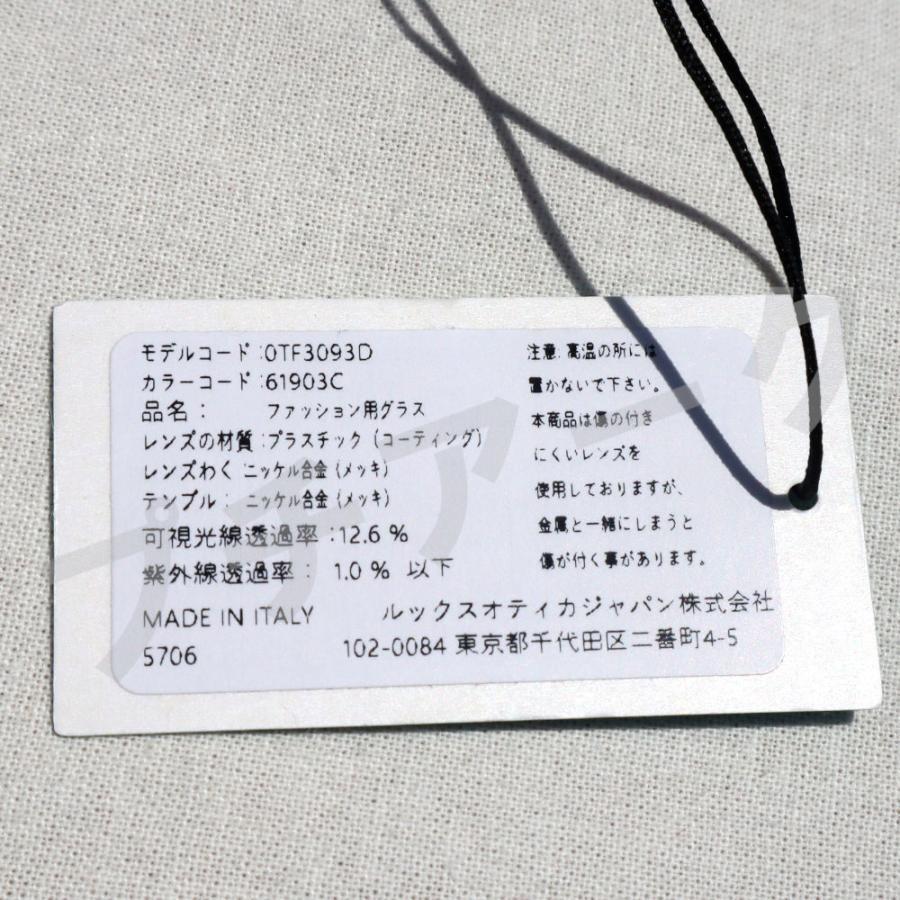 モデルコード:0TF3093D
カラーコード:61903C
品名: ファッション用グラス
レンズの材質:プラスチック(コーティング)
レンズわく ニッケル合金(メッキ)
テンプル: ニッケル合金(メッキ)
可視光線透過率:12.6 %
紫外線透過率: 1.0 % 以下
注意:高温の所には
置かないで下さい。
本商品は傷の付き
にくいレンズを
使用しておりますが、
金属と一緒にしまうと
傷が付く事があります。
MADE IN ITALY ルックスオティカジャパン株式会社
5706 102-0084 東京都千代田区二番町4-5
プラ・アーク